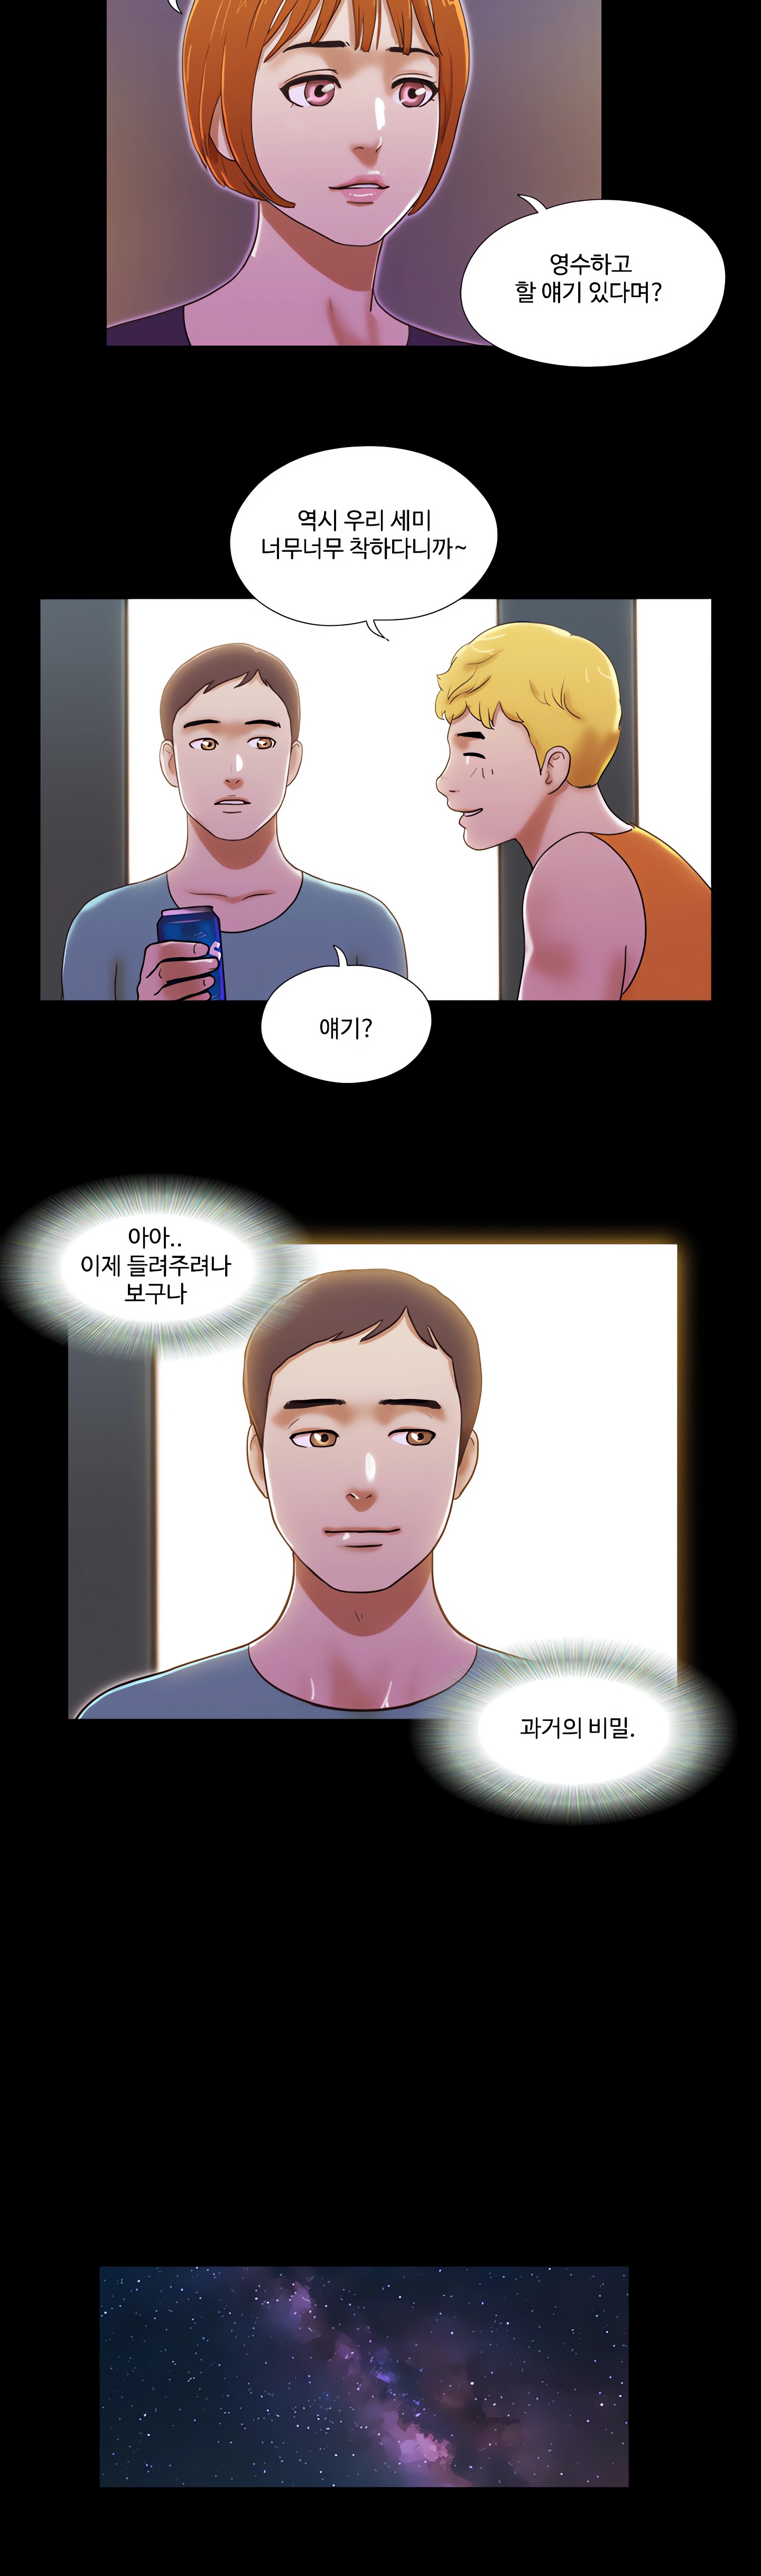 영수하고
할 얘기 있다며?
역시 우리 세미
너무너무 착하다니까~
얘기?
아아..
이제 들려주려나
보구나
과거의 비밀.